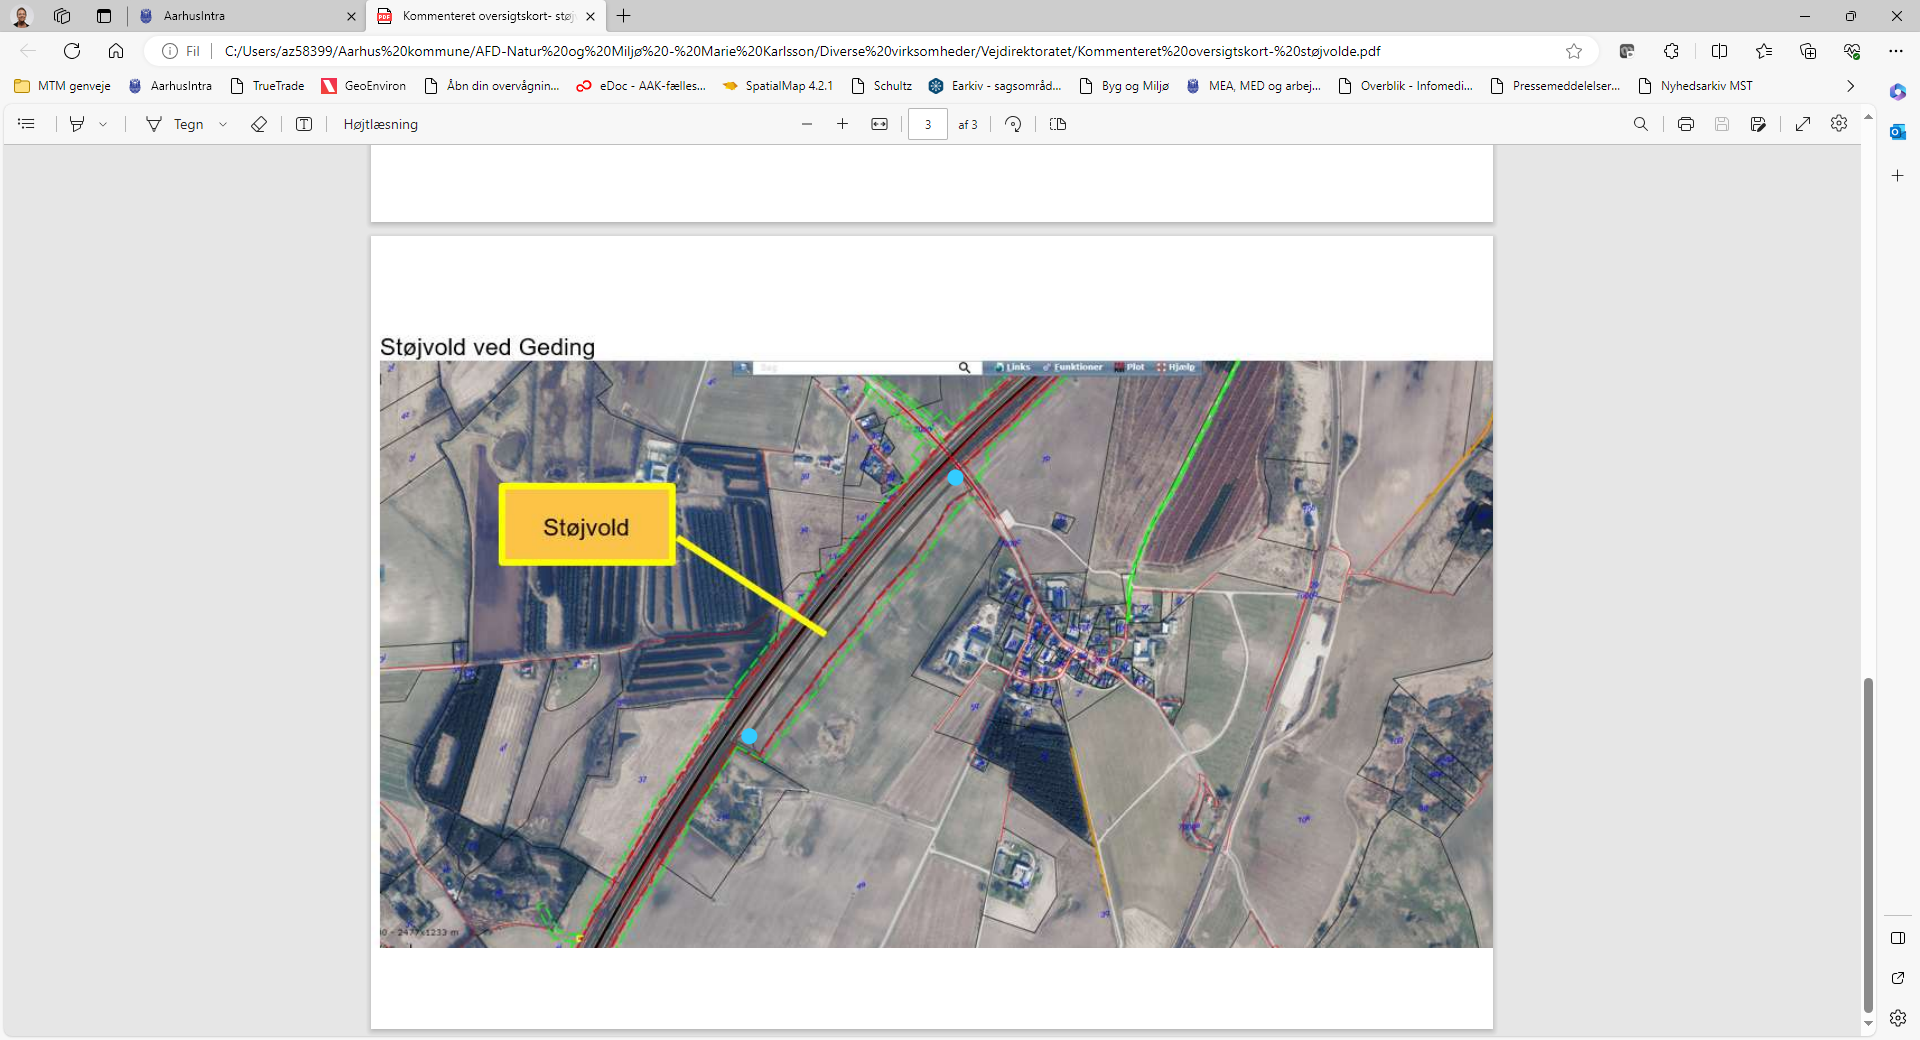 AarhusIntra
Kommenteret oversigtskort- støj
Fil
C:/Users/az58399/Aarhus%20kommune/AFD-Natur%20og%20Miljø%20-%20Marie%20Karlsson/Diverse%20virksomheder/Vejdirektoratet/Kommenteret%20oversigtskort-%20støjvolde.pdf
MTM genveje
AarhusIntra
TrueTrade
GeoEnviron
Åbn din overvågnin...
eDoc - AAK-fælles...
SpatialMap 4.2.1
Schultz
Earkiv - sagsområd...
Byg og Miljø
MEA, MED og arbej...
Overblik - Infomedi...
Pressemeddelelser...
Nyhedsarkiv MST
Tegn
Højtlæsning
3
af 3
Støjvold ved Geding
Søg
Links
Funktioner
Plot
Hjælp
Støjvold